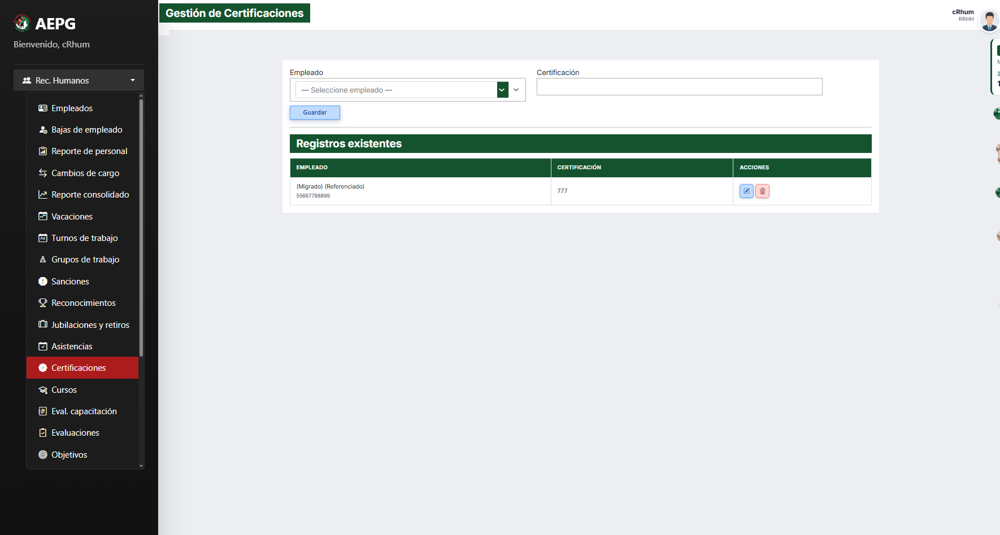 AEPG
Bienvenido, cRhum
Rec. Humanos
Empleados
Bajas de empleado
Reporte de personal
Cambios de cargo
Reporte consolidado
Vacaciones
Turnos de trabajo
Grupos de trabajo
Sanciones
Reconocimientos
Jubilaciones y retiros
Asistencias
Certificaciones
Cursos
Eval. capacitación
Evaluaciones
Objetivos
Gestión de Certificaciones
cRhum
RRHH
Empleado
Certificación
— Seleccione empleado —
Guardar
Registros existentes
EMPLEADO CERTIFICACIÓN ACCIONES
(Migrado) (Referenciado)
55667788899
777